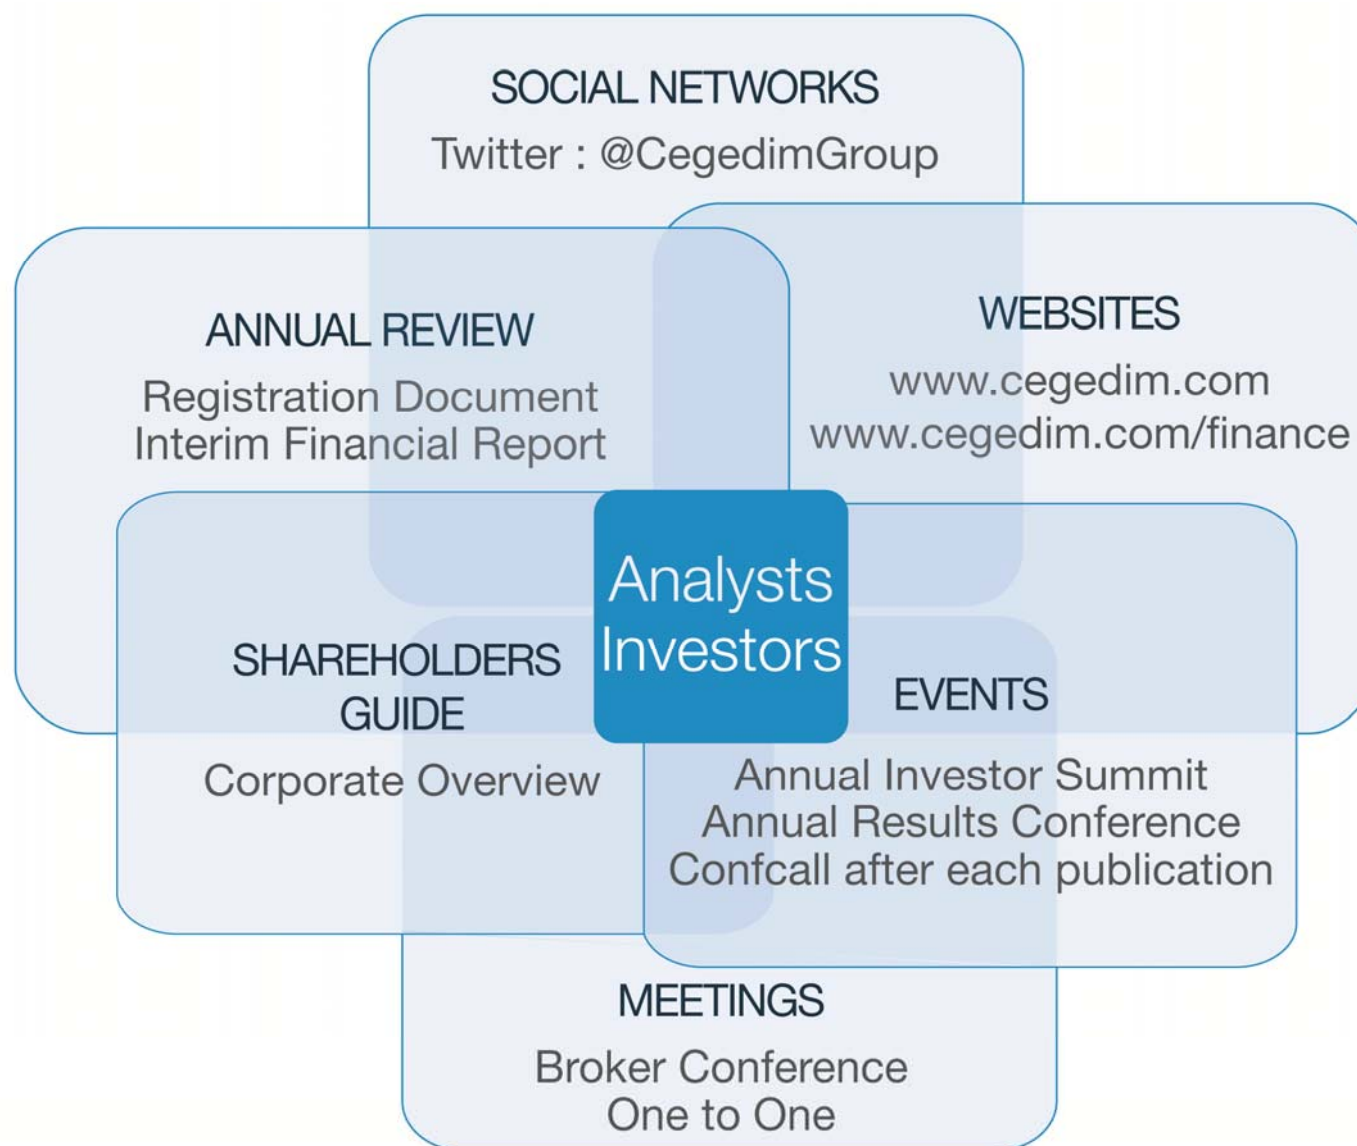 SOCIAL NETWORKS
Twitter : @CegedimGroup
ANNUAL REVIEW
Registration Document
Interim Financial Report
WEBSITES
www.cegedim.com
www.cegedim.com/finance
Analysts
Investors
SHAREHOLDERS
GUIDE
Corporate Overview
EVENTS
Annual Investor Summit
Annual Results Conference
Confcall after each publication
MEETINGS
Broker Conference
One to One